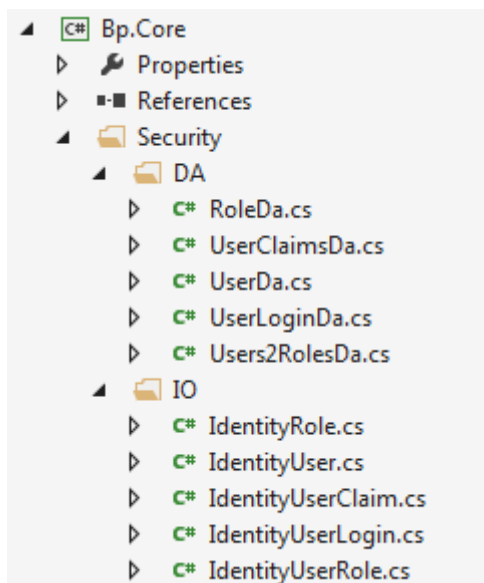 C# Bp.Core
Properties
References
Security
DA
C# RoleDa.cs
C# UserClaimsDa.cs
C# UserDa.cs
C# UserLoginDa.cs
C# Users2RolesDa.cs
IO
C# IdentityRole.cs
C# IdentityUser.cs
C# IdentityUserClaim.cs
C# IdentityUserLogin.cs
C# IdentityUserRole.cs